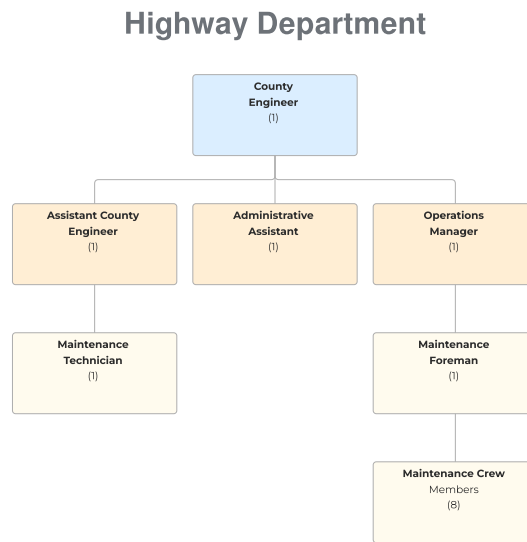 Highway Department
County
Engineer
(1)
Assistant County
Engineer
(1)
Administrative
Assistant
(1)
Operations
Manager
(1)
Maintenance
Technician
(1)
Maintenance
Foreman
(1)
Maintenance Crew
Members
(8)